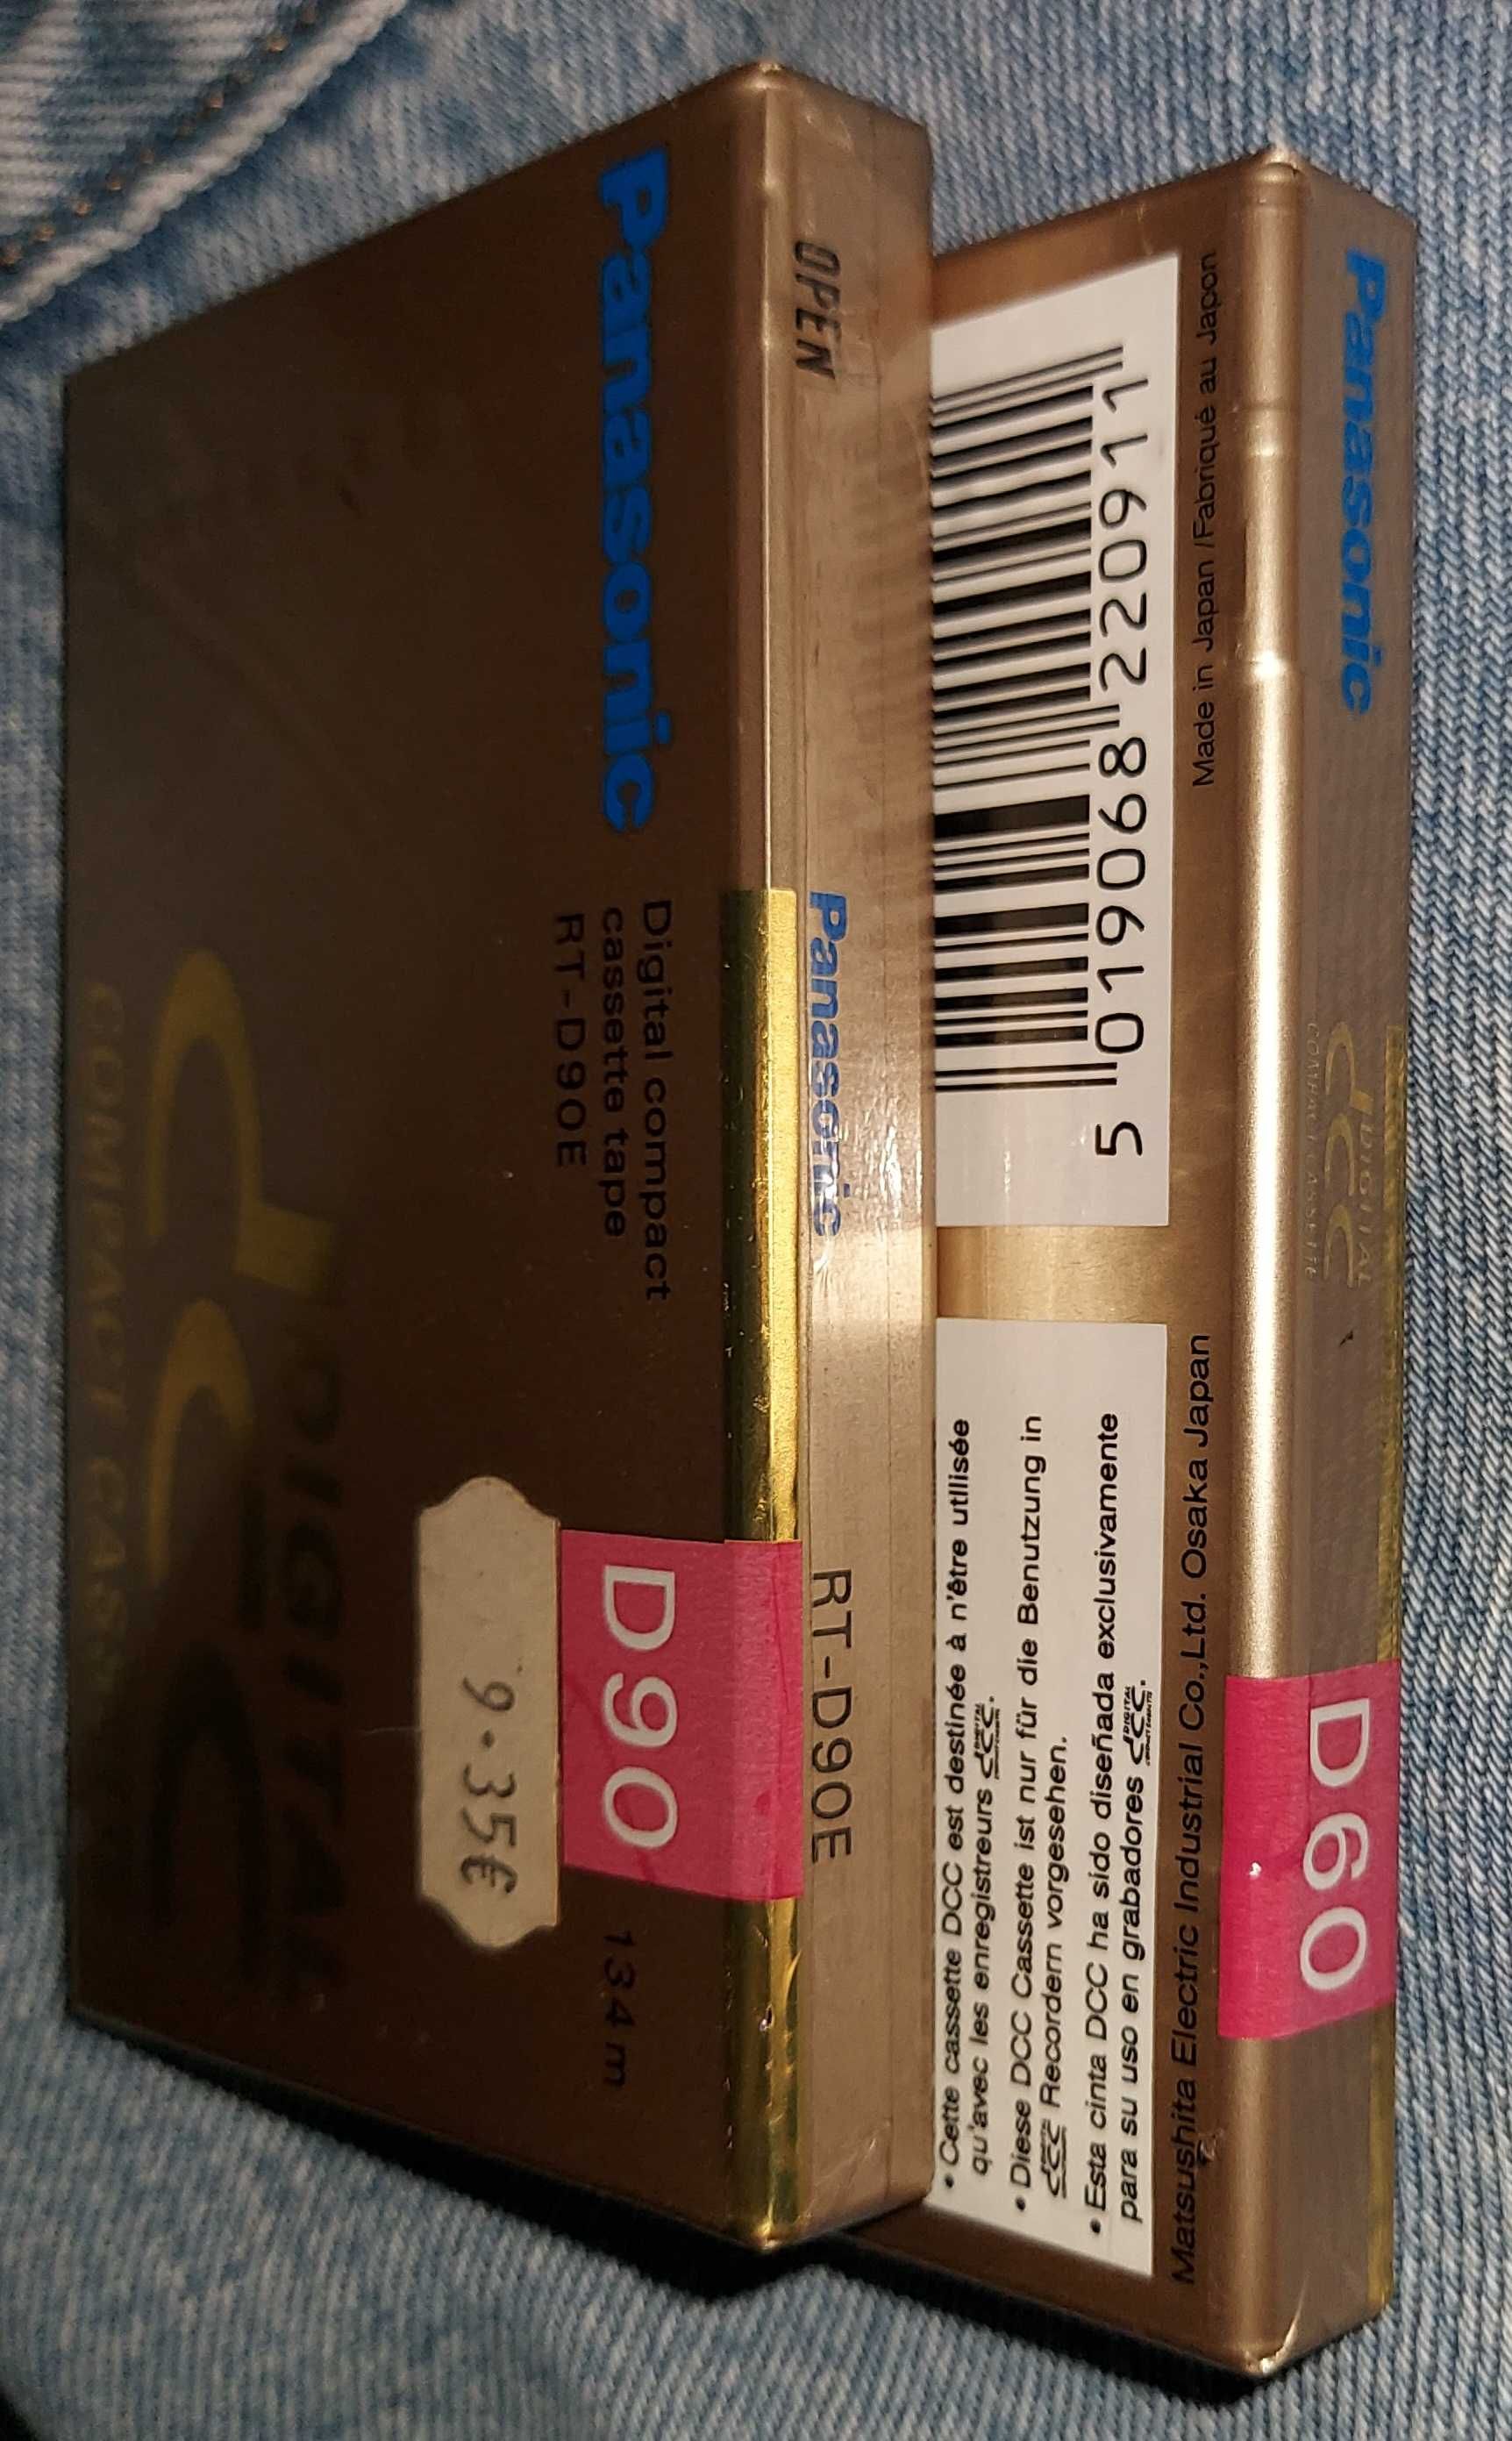 Panasonic
Digital compact
cassette tape
RT-D90E
D90
134m
9.35€
DIGITAL
dcc
COMPACT CASS
OPEN
Panasonic
RT-D90E
5 019068 220911
• Cette cassette DCC est destinée à n'être utilisée
qu'avec les enregistreurs dcc.
• Diese DCC Cassette ist nur für die Benutzung in
dcc Recordern vorgesehen.
• Esta cinta DCC ha sido diseñada exclusivamente
para su uso en grabadores dcc.
Made in Japan / Fabriqué au Japon
Matsushita Electric Industrial Co.,Ltd. Osaka Japan
Panasonic
DIGITAL
dcc
COMPACT CASSETTE
D60